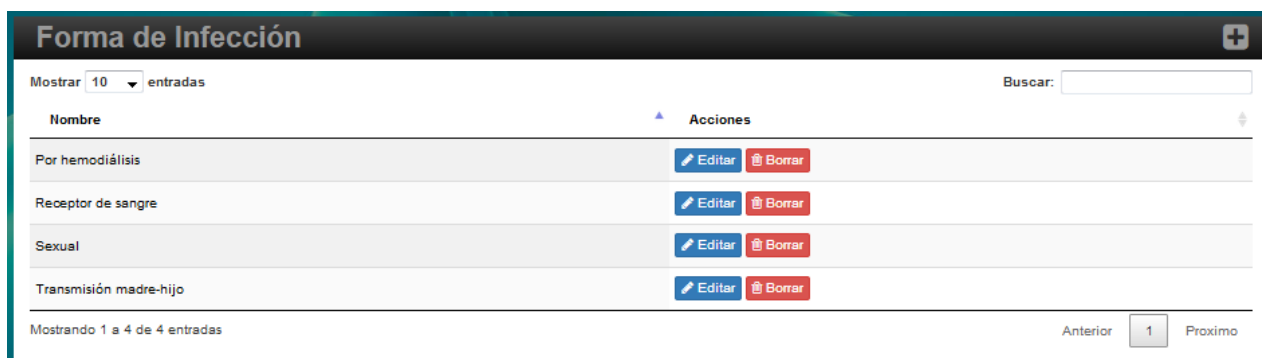 Forma de Infección
Mostrar 10 entradas Buscar:
Nombre Acciones
Por hemodiálisis Editar Borrar
Receptor de sangre Editar Borrar
Sexual Editar Borrar
Transmisión madre-hijo Editar Borrar
Mostrando 1 a 4 de 4 entradas Anterior 1 Proximo